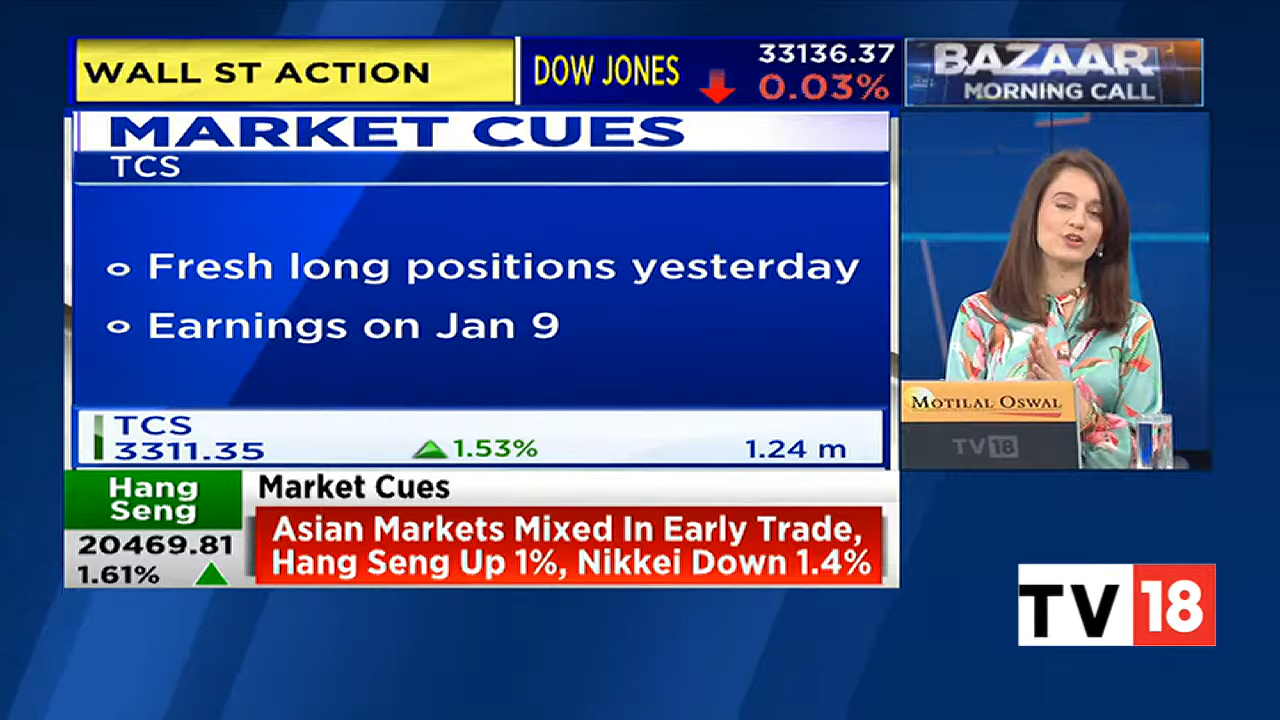 WALL ST ACTION
DOW JONES
33136.37
0.03%
BAZAAR
MORNING CALL
MARKET CUES
TCS
Fresh long positions yesterday
Earnings on Jan 9
TCS
3311.35
1.53%
1.24 m
MOTILAL OSWAL
TV18
Hang
Seng
20469.81
1.61%
Market Cues
Asian Markets Mixed In Early Trade,
Hang Seng Up 1%, Nikkei Down 1.4%
TV18